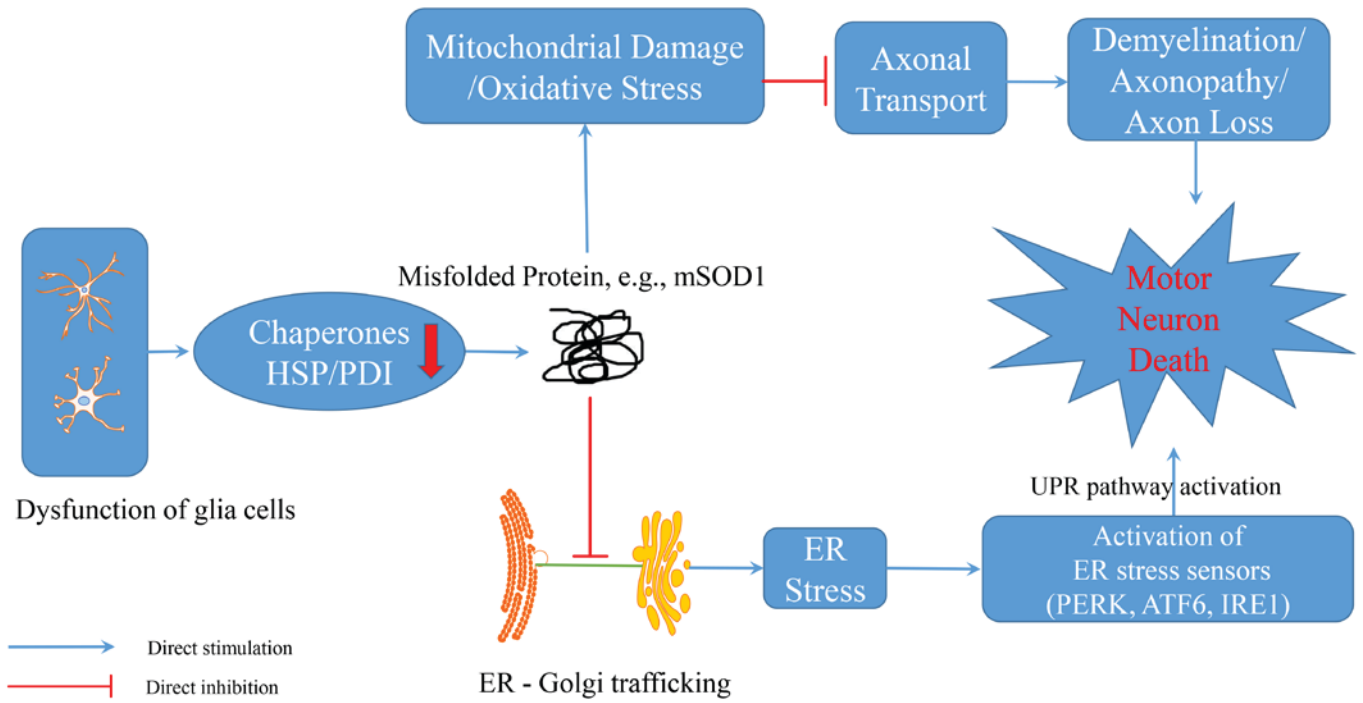 Mitochondrial Damage
/Oxidative Stress
Axonal
Transport
Demyelination/
Axonopathy/
Axon Loss
Misfolded Protein, e.g., mSOD1
Chaperones
HSP/PDI
Motor
Neuron
Death
Dysfunction of glia cells
UPR pathway activation
ER
Stress
Activation of
ER stress sensors
(PERK, ATF6, IRE1)
Direct stimulation
Direct inhibition
ER - Golgi trafficking